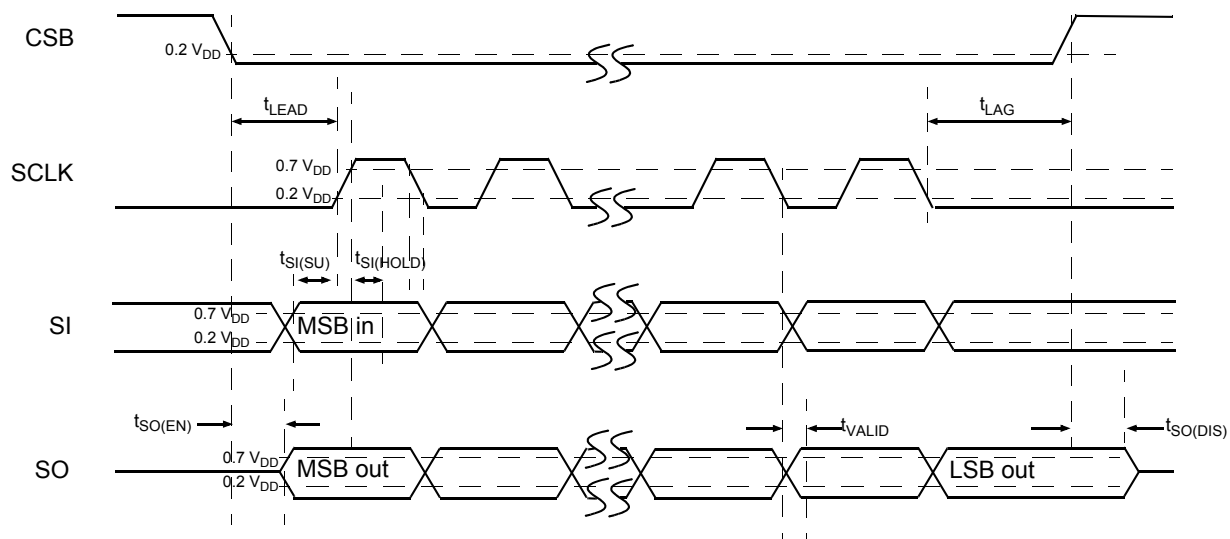 CSB
0.2 VDD
tLEAD
tLAG
SCLK
0.7 VDD
0.2 VDD
tSI(SU)
tSI(HOLD)
SI
0.7 VDD
0.2 VDD
MSB in
tSO(EN)
tVALID
tSO(DIS)
SO
0.7 VDD
0.2 VDD
MSB out
LSB out